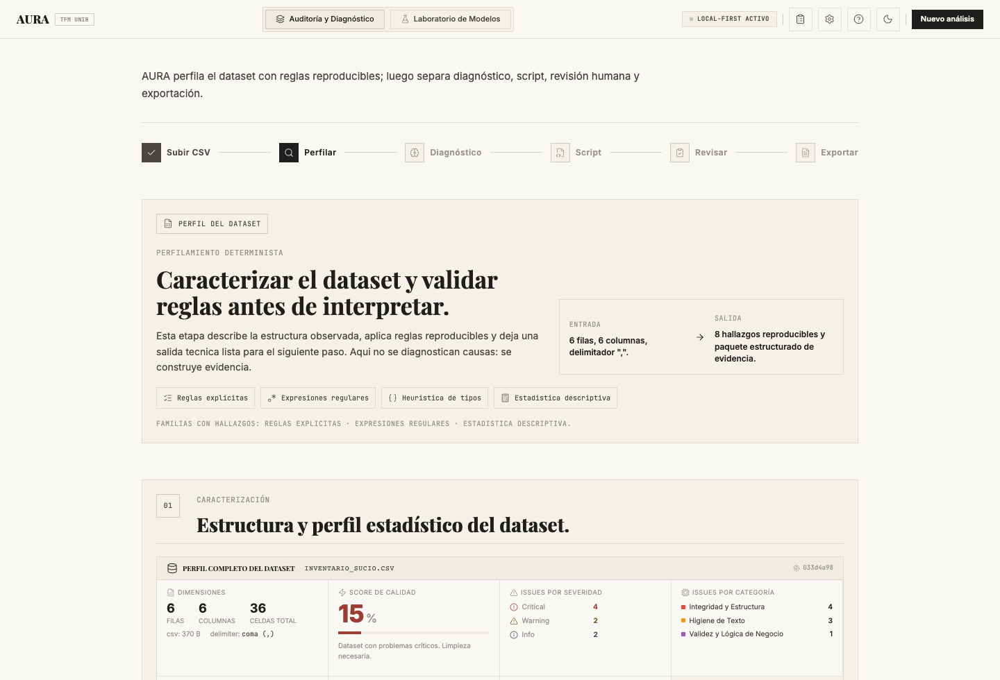 AURA
TFM UNIR
Auditoría y Diagnóstico
Laboratorio de Modelos
LOCAL-FIRST ACTIVO
Nuevo análisis
AURA perfila el dataset con reglas reproducibles; luego separa diagnóstico, script, revisión humana y
exportación.
Subir CSV
Perfilar
Diagnóstico
Script
Revisar
Exportar
PERFIL DEL DATASET
PERFILAMIENTO DETERMINISTA
Caracterizar el dataset y validar
reglas antes de interpretar.
Esta etapa describe la estructura observada, aplica reglas reproducibles y deja una
salida tecnica lista para el siguiente paso. Aqui no se diagnostican causas: se
construye evidencia.
ENTRADA
6 filas, 6 columnas,
delimitador ",".
SALIDA
8 hallazgos reproducibles y
paquete estructurado de
evidencia.
Reglas explicitas
Expresiones regulares
Heuristica de tipos
Estadistica descriptiva
FAMILIAS CON HALLAZGOS: REGLAS EXPLICITAS · EXPRESIONES REGULARES · ESTADISTICA DESCRIPTIVA.
01
CARACTERIZACIÓN
Estructura y perfil estadístico del dataset.
PERFIL COMPLETO DEL DATASET
INVENTARIO_SUCIO.CSV
033d4a98
DIMENSIONES
6
FILAS
6
COLUMNAS
36
CELDAS TOTAL
csv: 370 B
delimiter: coma (,)
SCORE DE CALIDAD
15 %
Dataset con problemas críticos. Limpieza
necesaria.
ISSUES POR SEVERIDAD
Critical 4
Warning 2
Info 2
ISSUES POR CATEGORÍA
Integridad y Estructura 4
Higiene de Texto 3
Validez y Lógica de Negocio 1